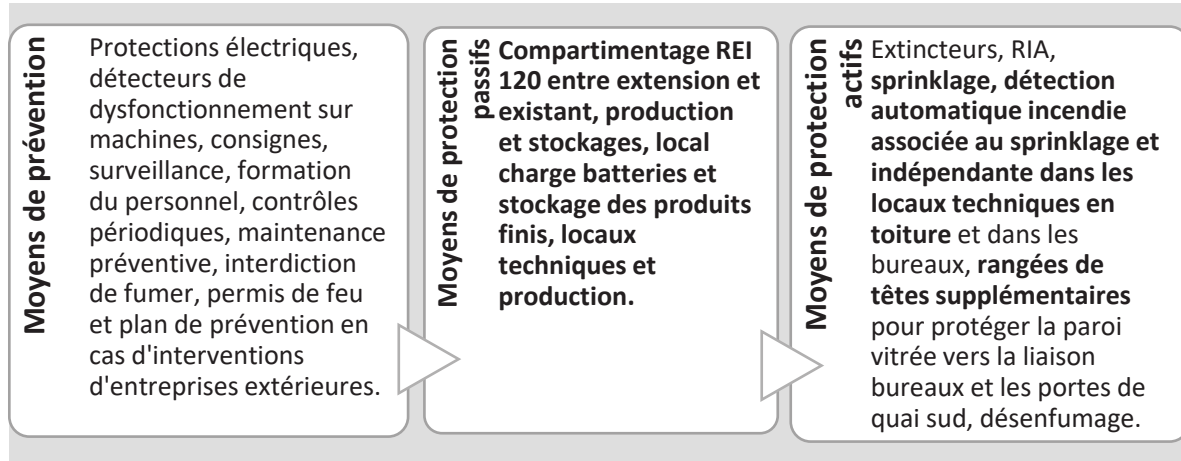 Moyens de prévention
Protections électriques,
détecteurs de
dysfonctionnement sur
machines, consignes,
surveillance, formation
du personnel, contrôles
périodiques, maintenance
préventive, interdiction
de fumer, permis de feu
et plan de prévention en
cas d'interventions
d'entreprises extérieures.
Moyens de protection
passifs
Compartimentage REI
120 entre extension et
existant, production
et stockages, local
charge batteries et
stockage des produits
finis, locaux
techniques et
production.
Moyens de protection
actifs
Extincteurs, RIA,
sprinklage, détection
automatique incendie
associée au sprinklage et
indépendante dans les
locaux techniques en
toiture et dans les
bureaux, rangées de
têtes supplémentaires
pour protéger la paroi
vitrée vers la liaison
bureaux et les portes de
quai sud, désenfumage.